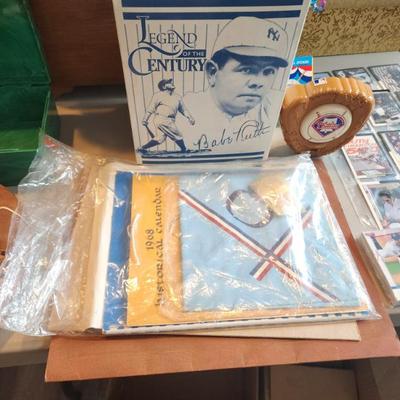 LEGEND
OF THE
CENTURY
Babe Ruth
1968
HISTORICAL CALENDAR